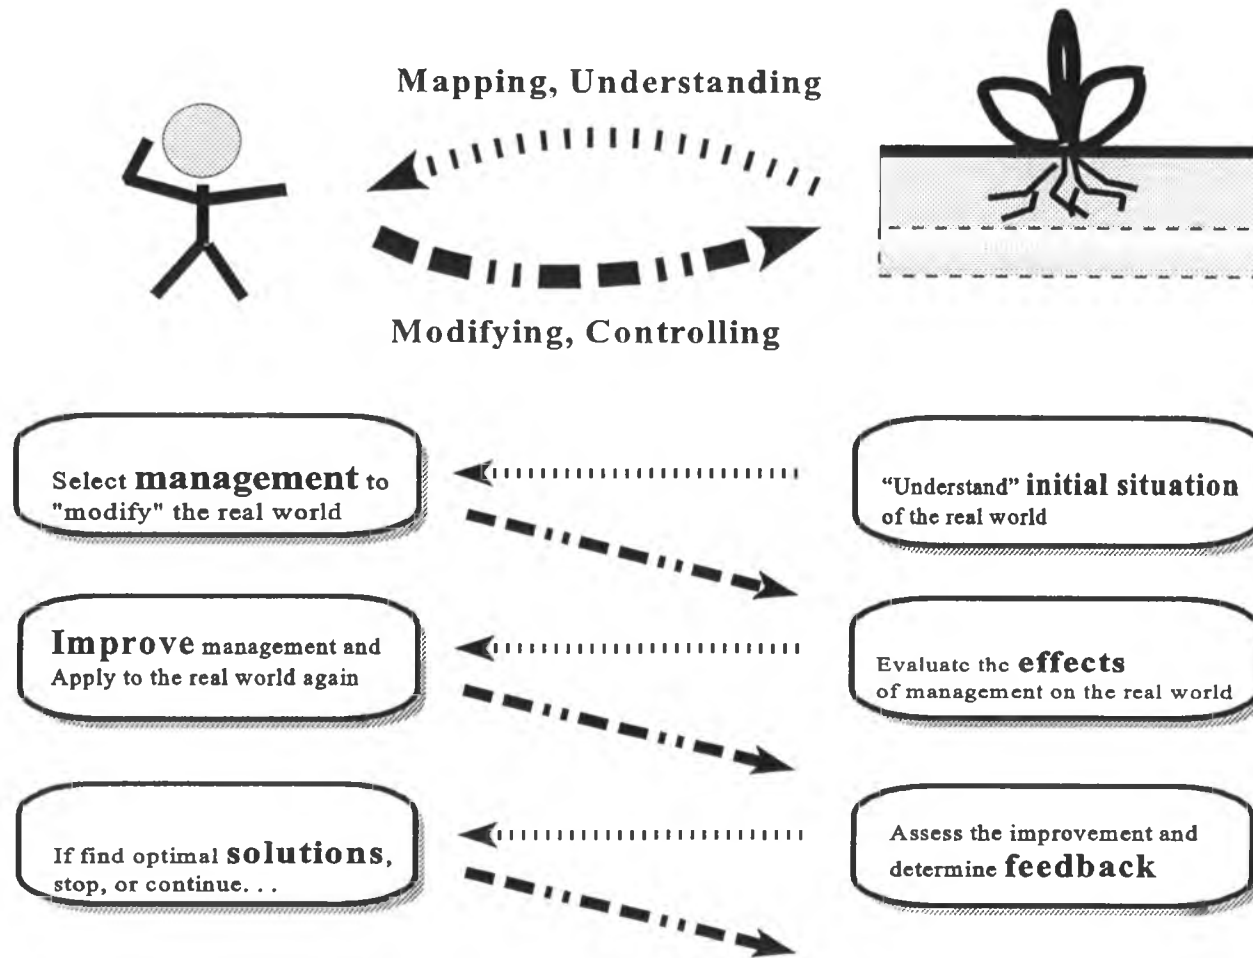 Mapping, Understanding
Modifying, Controlling
Select management to
"modify" the real world
“Understand” initial situation
of the real world
Improve management and
Apply to the real world again
Evaluate the effects
of management on the real world
If find optimal solutions,
stop, or continue. . .
Assess the improvement and
determine feedback